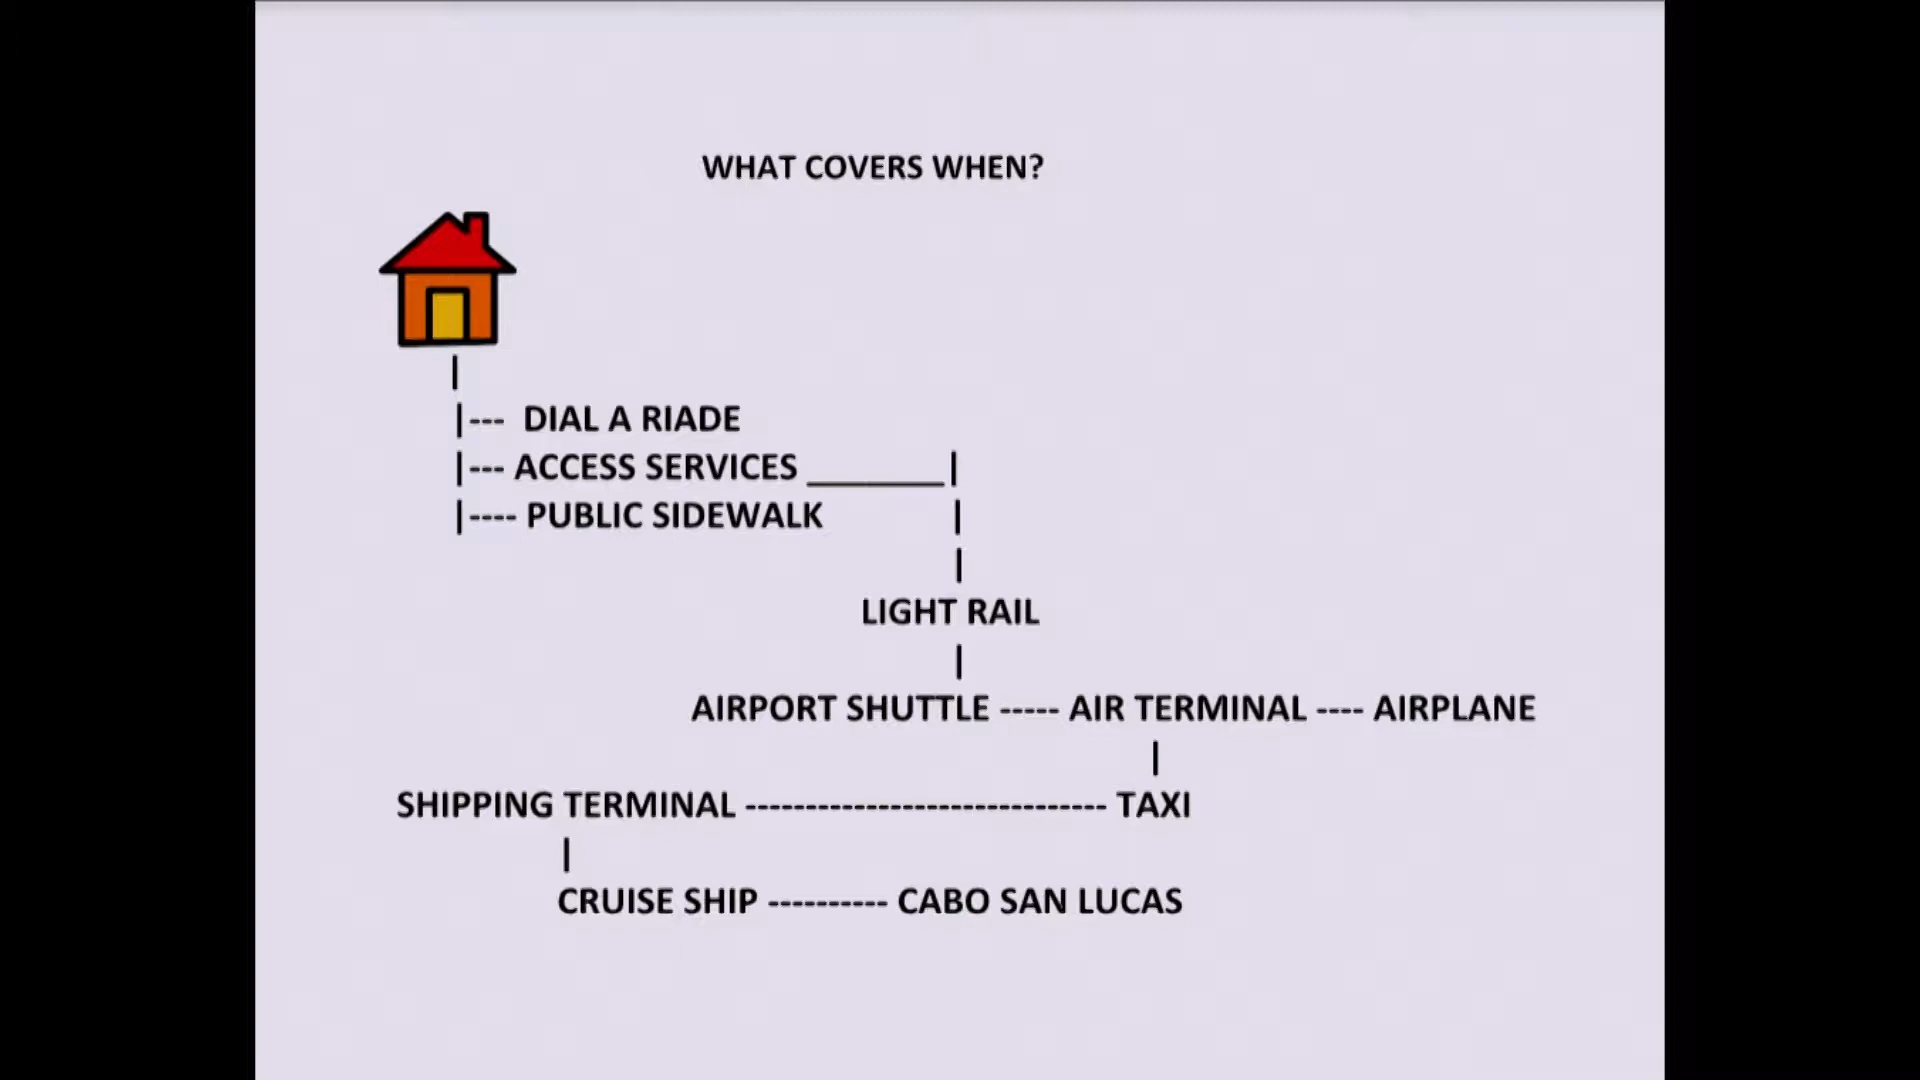 WHAT COVERS WHEN?
|
|--- DIAL A RIADE
|--- ACCESS SERVICES ________|
|---- PUBLIC SIDEWALK |
|
LIGHT RAIL
|
AIRPORT SHUTTLE ----- AIR TERMINAL ---- AIRPLANE
|
SHIPPING TERMINAL ------------------------------ TAXI
|
CRUISE SHIP ---------- CABO SAN LUCAS